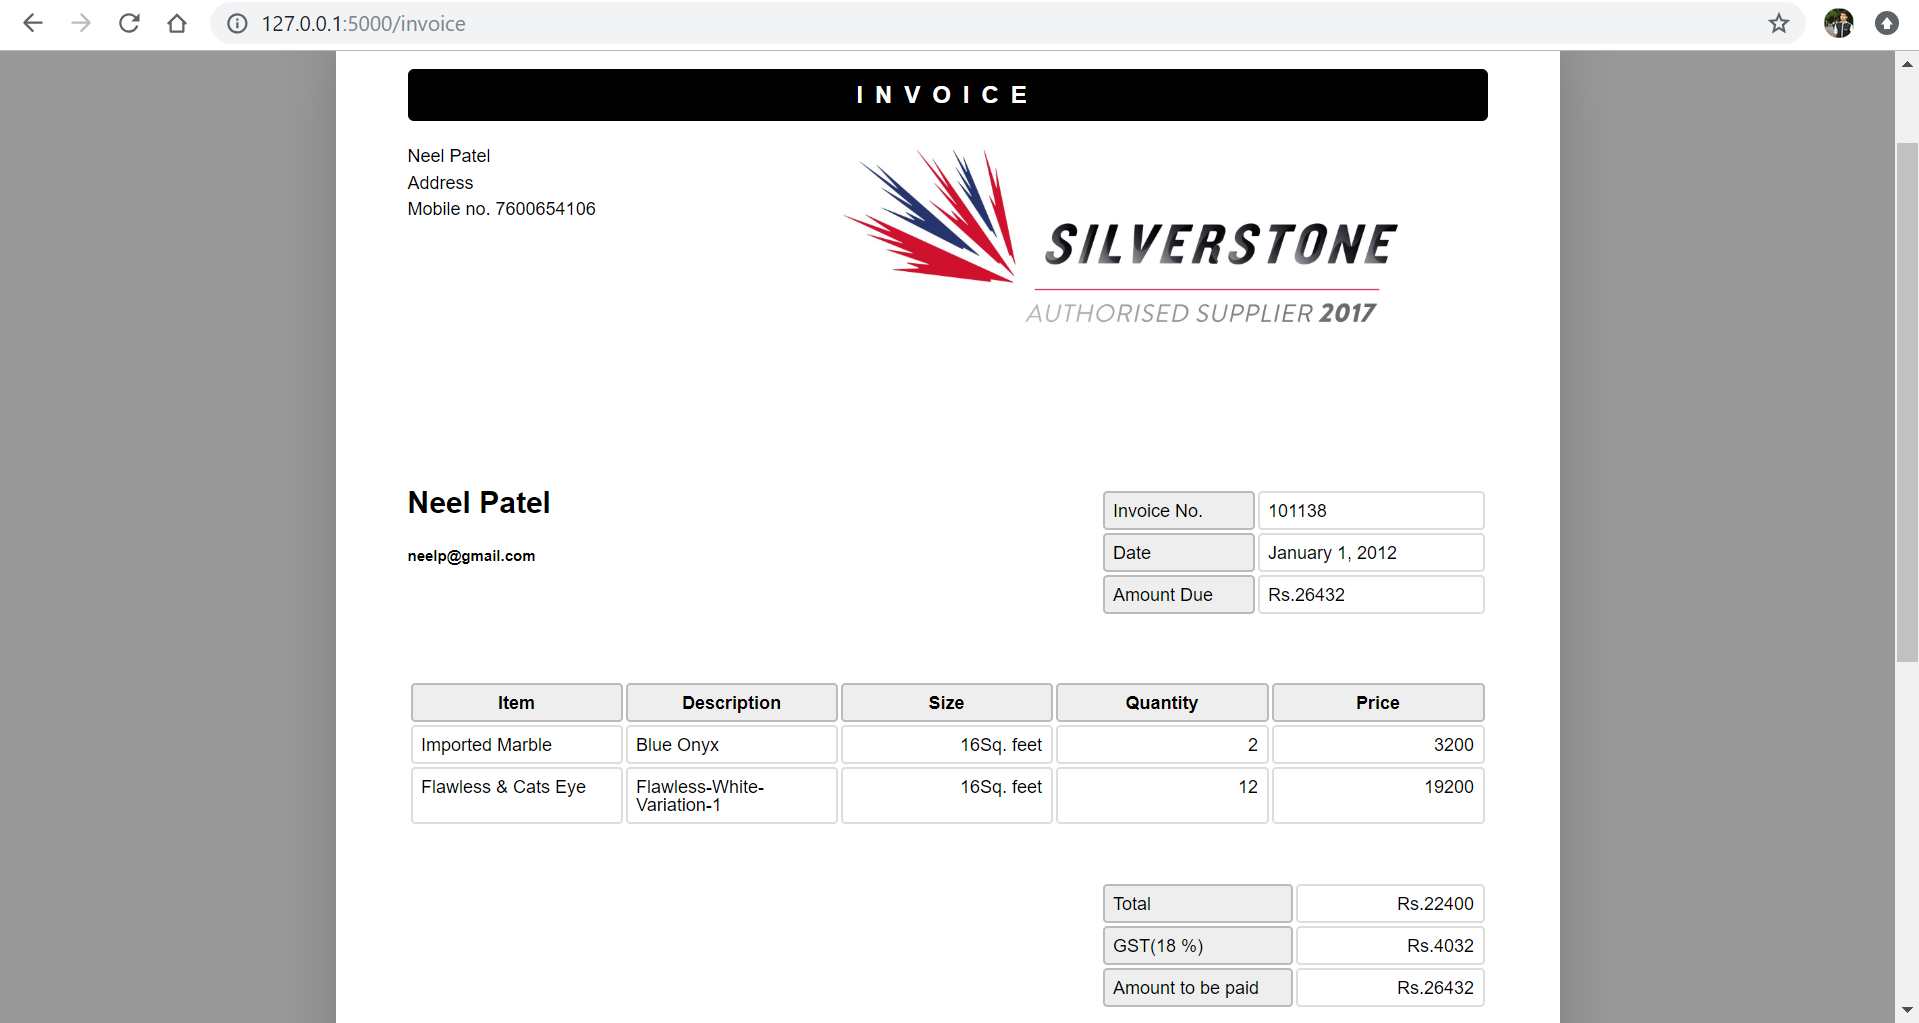 127.0.0.1:5000/invoice
INVOICE
Neel Patel
Address
Mobile no. 7600654106
SILVERSTONE
AUTHORISED SUPPLIER 2017
Neel Patel
neelp@gmail.com
Invoice No. 101138
Date January 1, 2012
Amount Due Rs.26432
Item Description Size Quantity Price
Imported Marble Blue Onyx 16Sq. feet 2 3200
Flawless & Cats Eye Flawless-White- 16Sq. feet 12 19200
Variation-1
Total Rs.22400
GST(18 %) Rs.4032
Amount to be paid Rs.26432